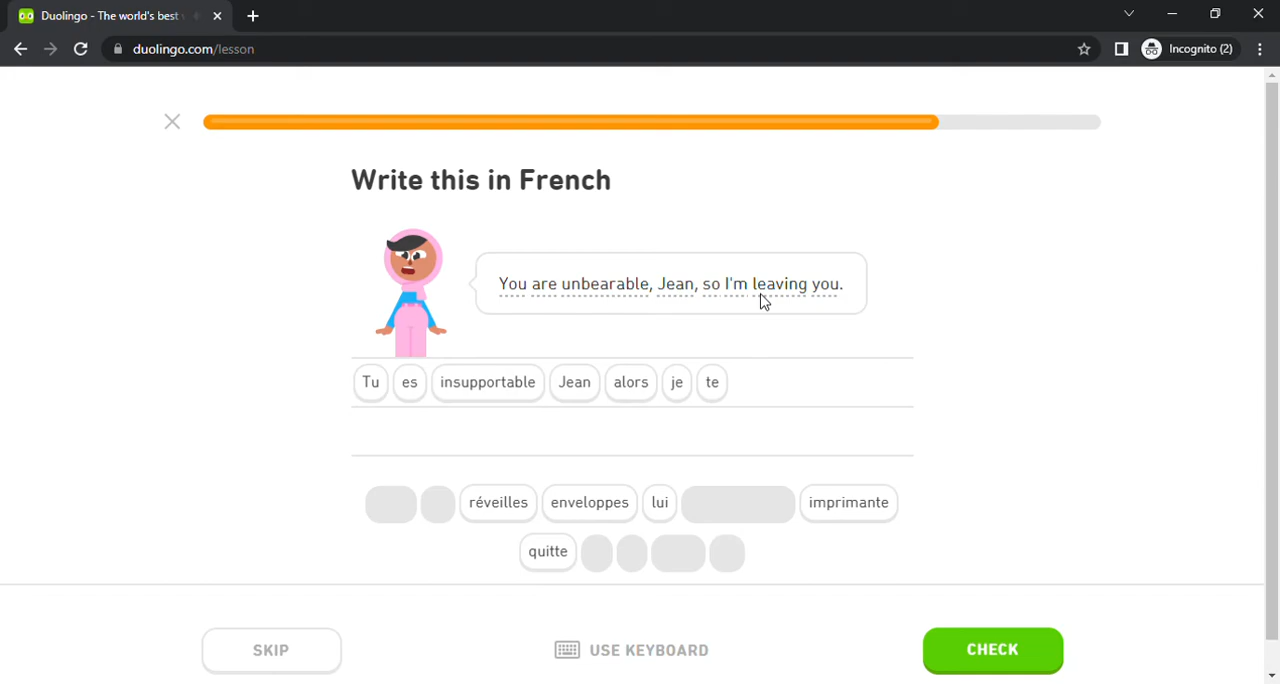 Duolingo - The world's best
duolingo.com/lesson
Incognito (2)
Write this in French
You are unbearable, Jean, so I'm leaving you.
Tu es insupportable Jean alors je te
réveilles enveloppes lui imprimante
quitte
SKIP USE KEYBOARD CHECK